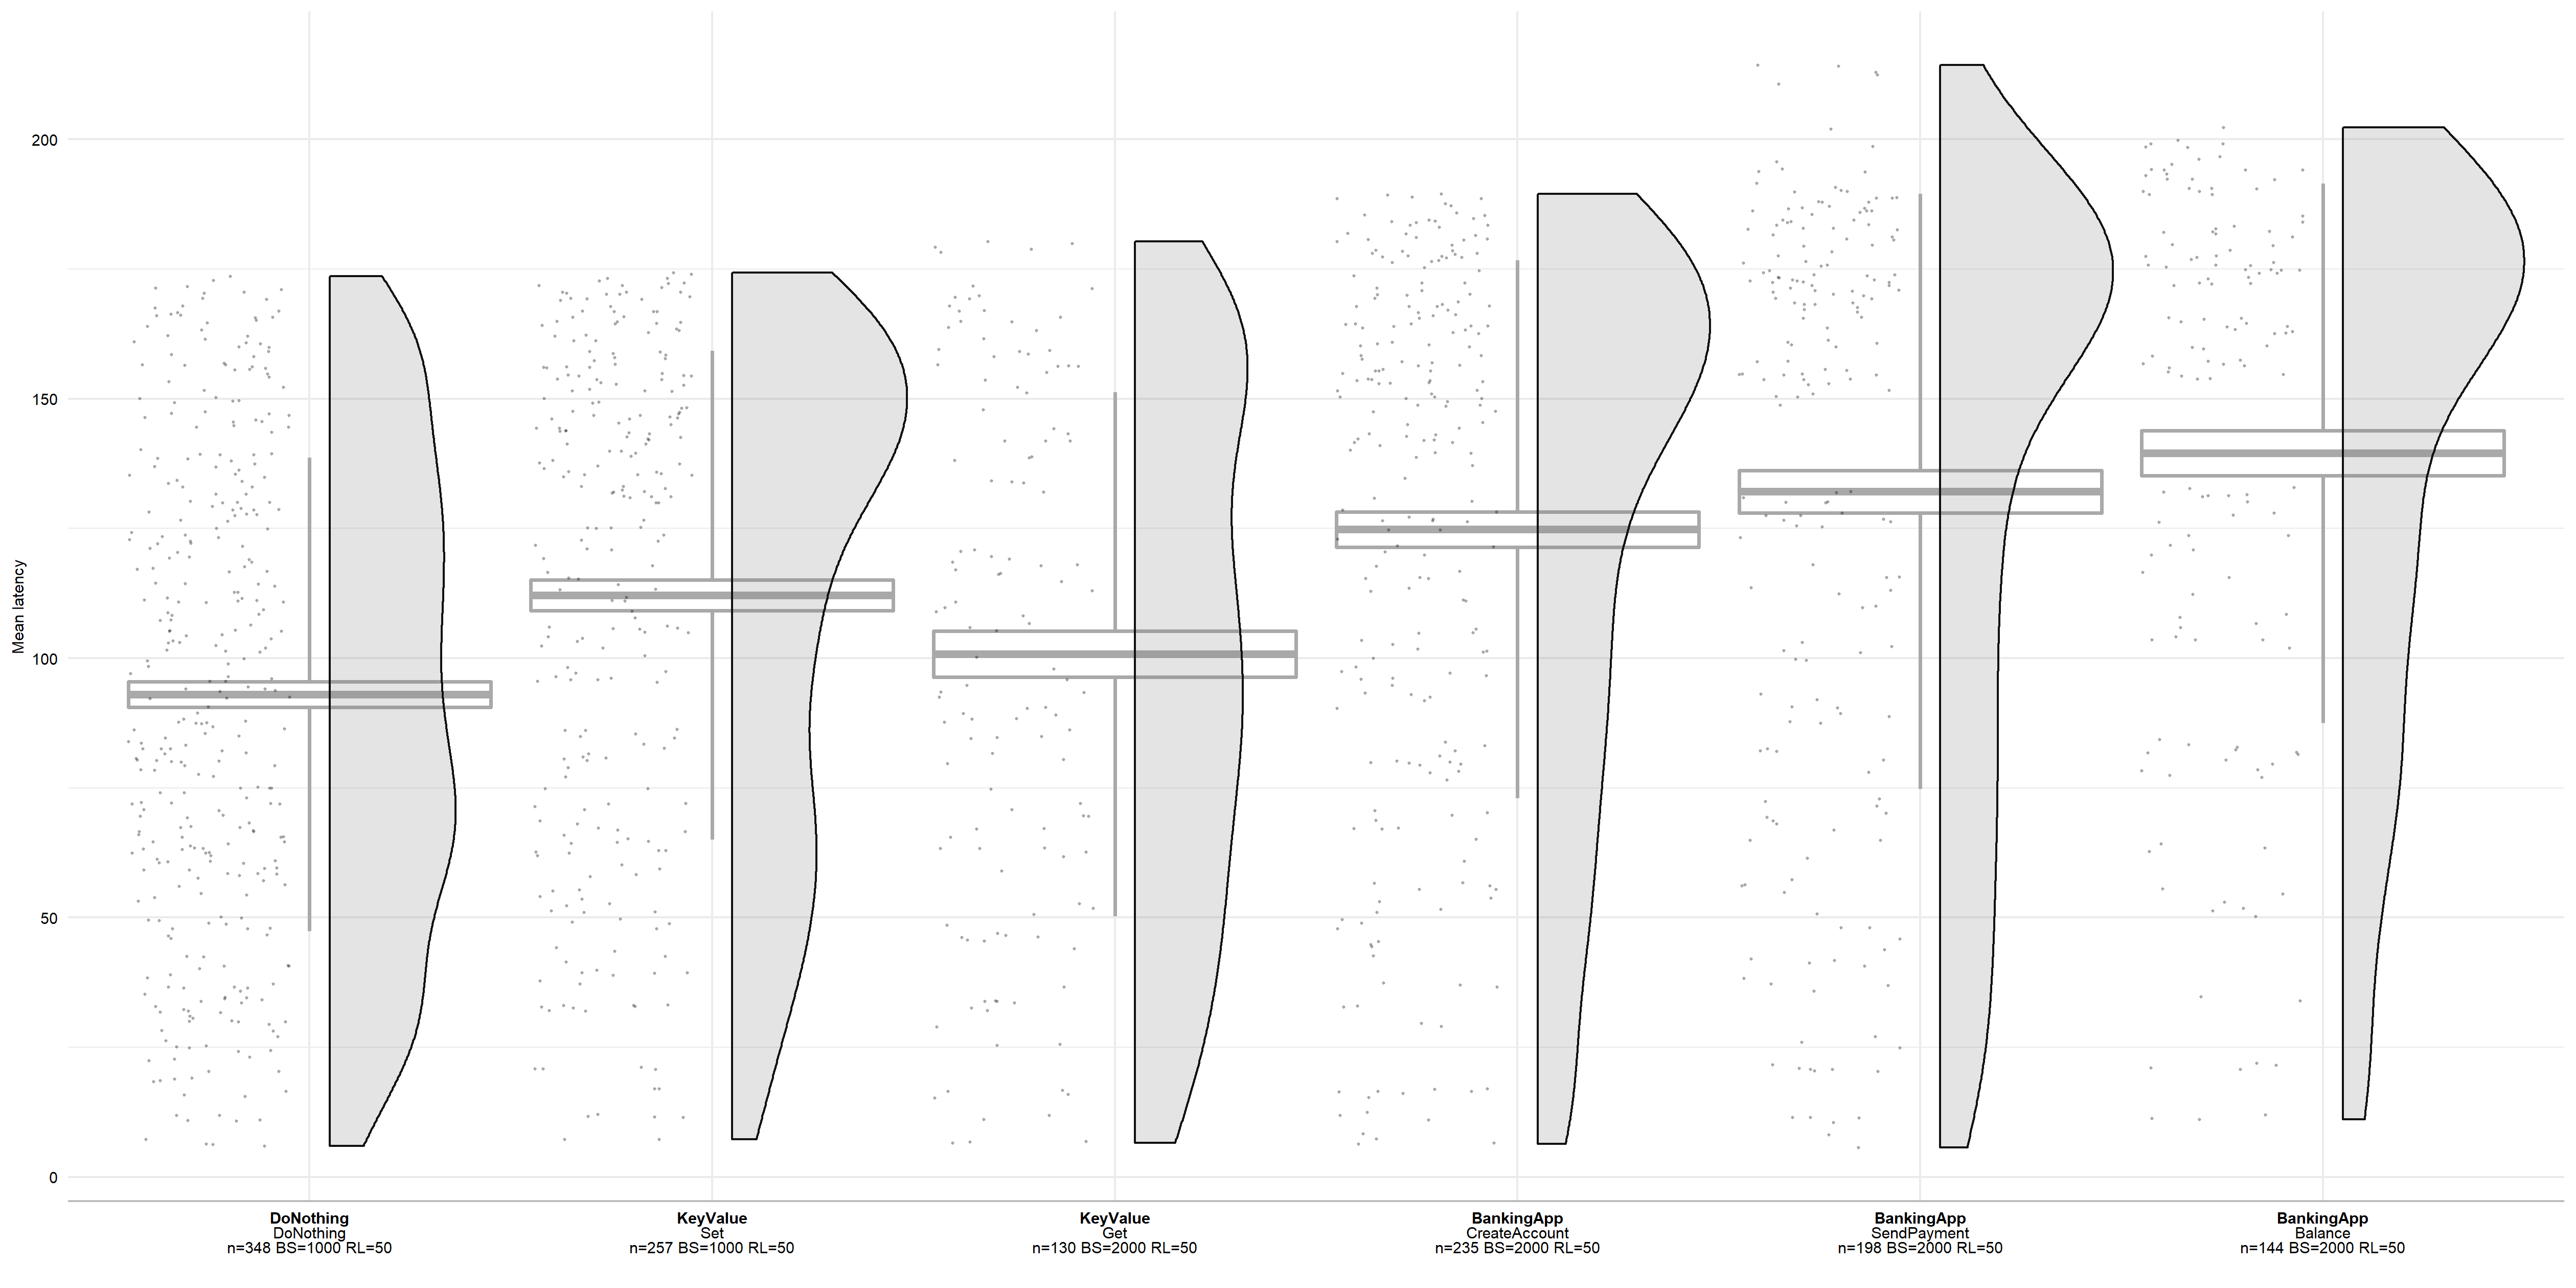 200
150
100
50
0
Mean latency
DoNothing
DoNothing
n=348 BS=1000 RL=50
KeyValue
Set
n=257 BS=1000 RL=50
KeyValue
Get
n=130 BS=2000 RL=50
BankingApp
CreateAccount
n=235 BS=2000 RL=50
BankingApp
SendPayment
n=198 BS=2000 RL=50
BankingApp
Balance
n=144 BS=2000 RL=50